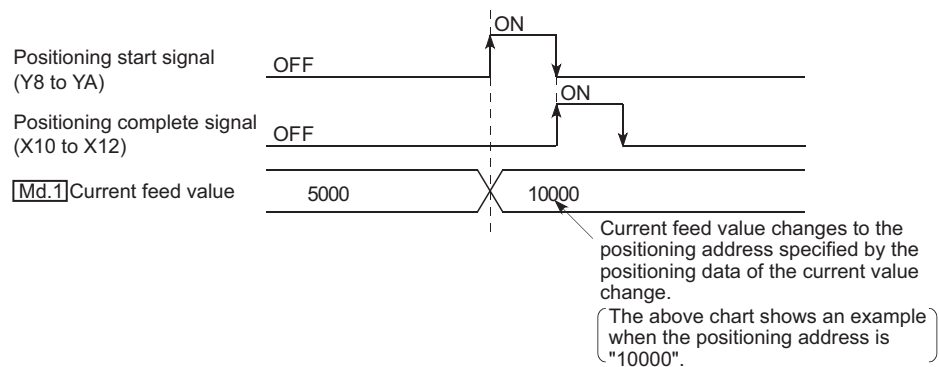 ON
Positioning start signal
(Y8 to YA)
OFF
ON
Positioning complete signal
(X10 to X12)
OFF
Md.1 Current feed value
5000
10000
Current feed value changes to the
positioning address specified by the
positioning data of the current value
change.
The above chart shows an example
when the positioning address is
"10000".